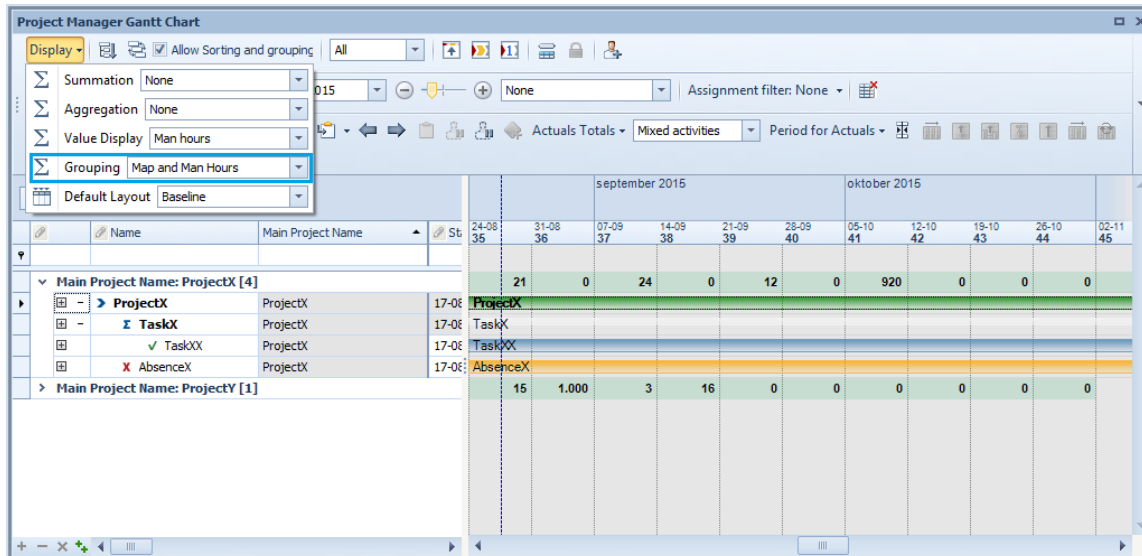 Project Manager Gantt Chart
Display Allow Sorting and grouping All
Summation None
015 None Assignment filter: None
Aggregation None
Value Display Man hours
Actuals Totals Mixed activities Period for Actuals
Grouping Map and Man Hours
Default Layout Baseline
september 2015 oktober 2015
Name Main Project Name St
24-08 31-08 07-09 14-09 21-09 28-09 05-10 12-10 19-10 26-10 02-11
35 36 37 38 39 40 41 42 43 44 45
Main Project Name: ProjectX [4] 21 0 24 0 12 0 920 0 0 0
ProjectX ProjectX 17-08 ProjectX
TaskX ProjectX 17-08 TaskX
TaskXX ProjectX 17-08 TaskXX
AbsenceX ProjectX 17-08 AbsenceX
Main Project Name: ProjectY [1] 15 1.000 3 16 0 0 0 0 0 0